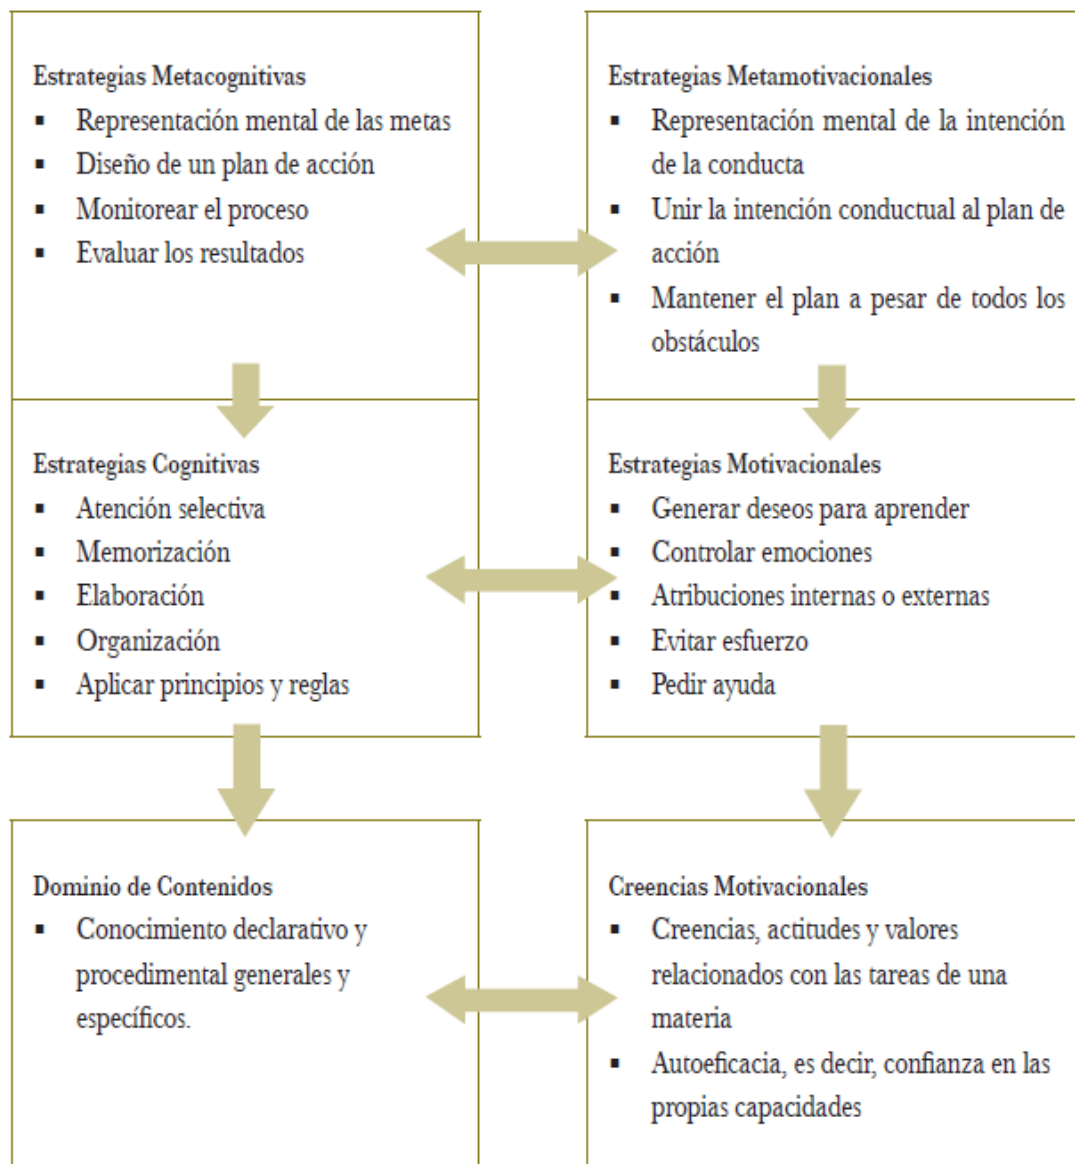 Estrategias Metacognitivas
▪ Representación mental de las metas
▪ Diseño de un plan de acción
▪ Monitorear el proceso
▪ Evaluar los resultados
Estrategias Metamotivacionales
▪ Representación mental de la intención
de la conducta
▪ Unir la intención conductual al plan de
acción
▪ Mantener el plan a pesar de todos los
obstáculos
Estrategias Cognitivas
▪ Atención selectiva
▪ Memorización
▪ Elaboración
▪ Organización
▪ Aplicar principios y reglas
Estrategias Motivacionales
▪ Generar deseos para aprender
▪ Controlar emociones
▪ Atribuciones internas o externas
▪ Evitar esfuerzo
▪ Pedir ayuda
Dominio de Contenidos
▪ Conocimiento declarativo y
procedimental generales y
específicos.
Creencias Motivacionales
▪ Creencias, actitudes y valores
relacionados con las tareas de una
materia
▪ Autoeficacia, es decir, confianza en las
propias capacidades